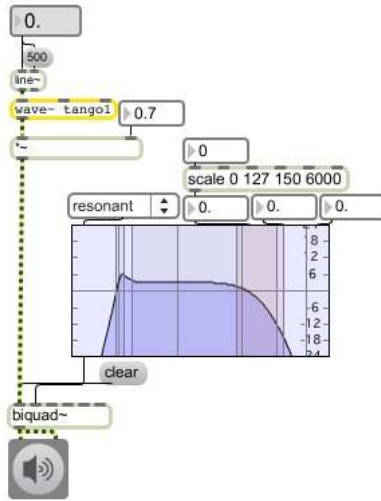 0.
500
line~
wave~ tango1
0.7
*~
0
scale 0 127 150 6000
resonant
0.
0.
0.
8
2
6
-6
-12
-18
24
clear
biquad~